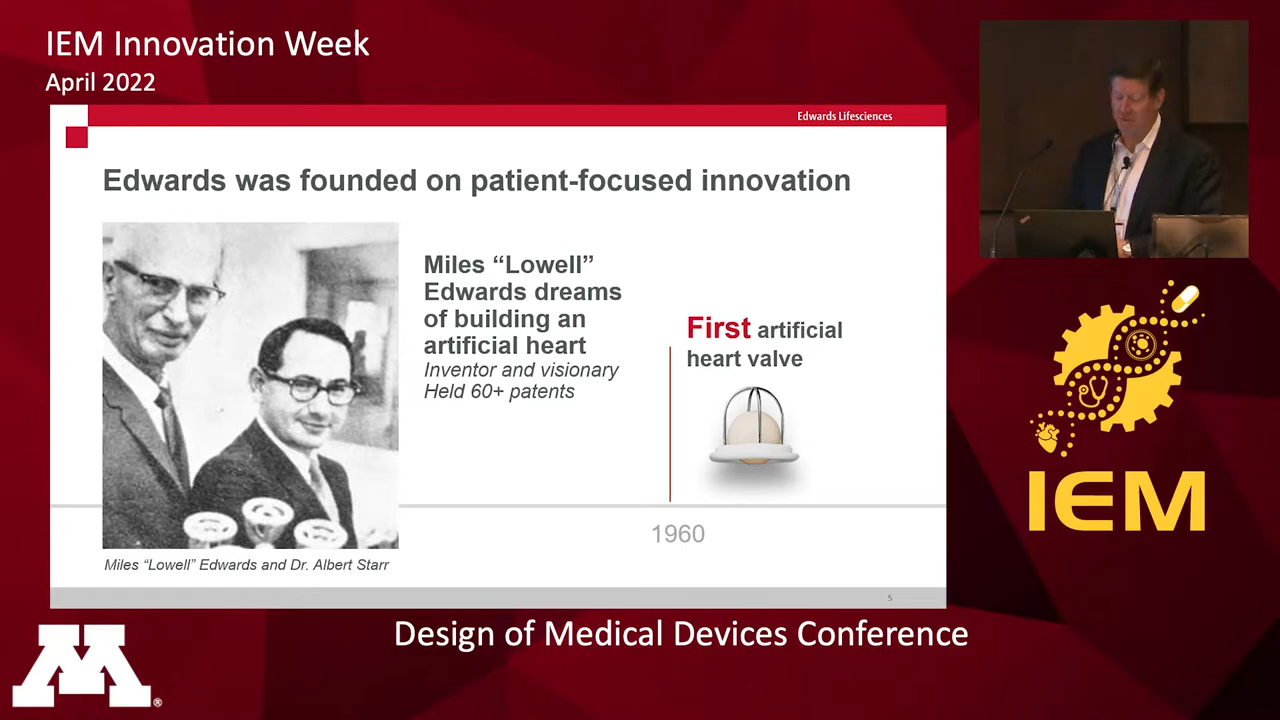 IEM Innovation Week
April 2022
Edwards Lifesciences
Edwards was founded on patient-focused innovation
Miles “Lowell”
Edwards dreams
of building an
artificial heart
Inventor and visionary
Held 60+ patents
First artificial
heart valve
1960
Miles “Lowell” Edwards and Dr. Albert Starr
5
IEM
Design of Medical Devices Conference
M®